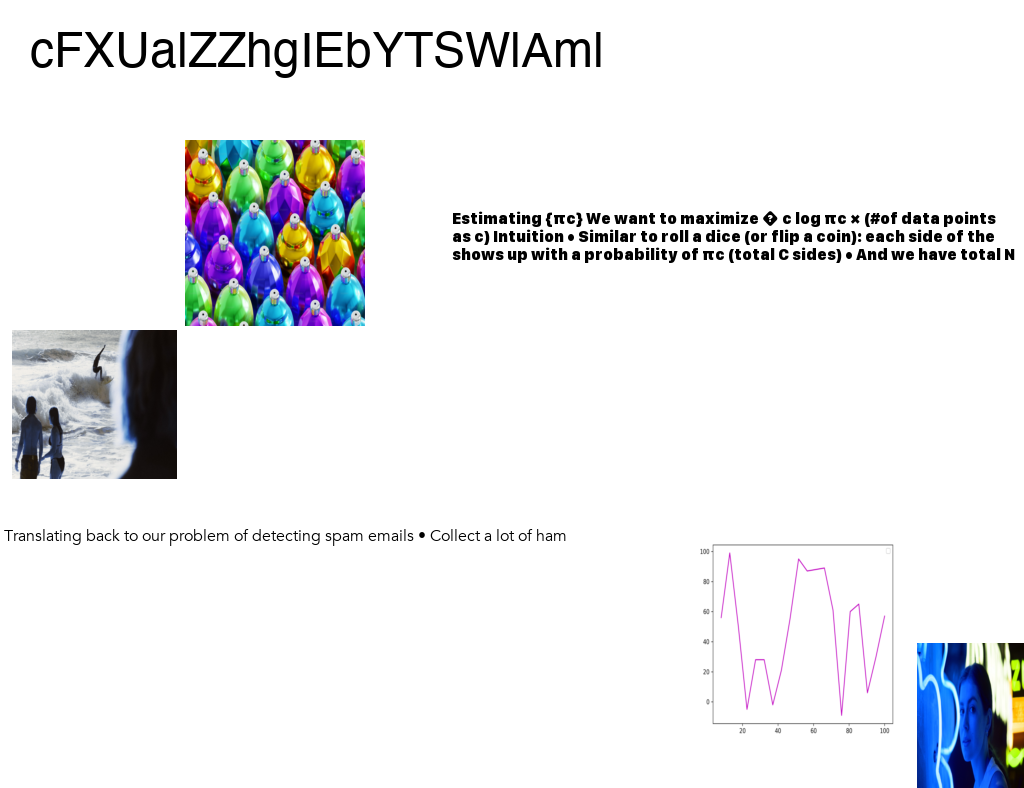 cFXUalZZhgIEbYTSWlAml
Estimating {πc} We want to maximize � c log πc × (#of data points
as c) Intuition • Similar to roll a dice (or flip a coin): each side of the
shows up with a probability of πc (total C sides) • And we have total N
Translating back to our problem of detecting spam emails • Collect a lot of ham
100
80
60
40
20
0
20 40 60 80 100